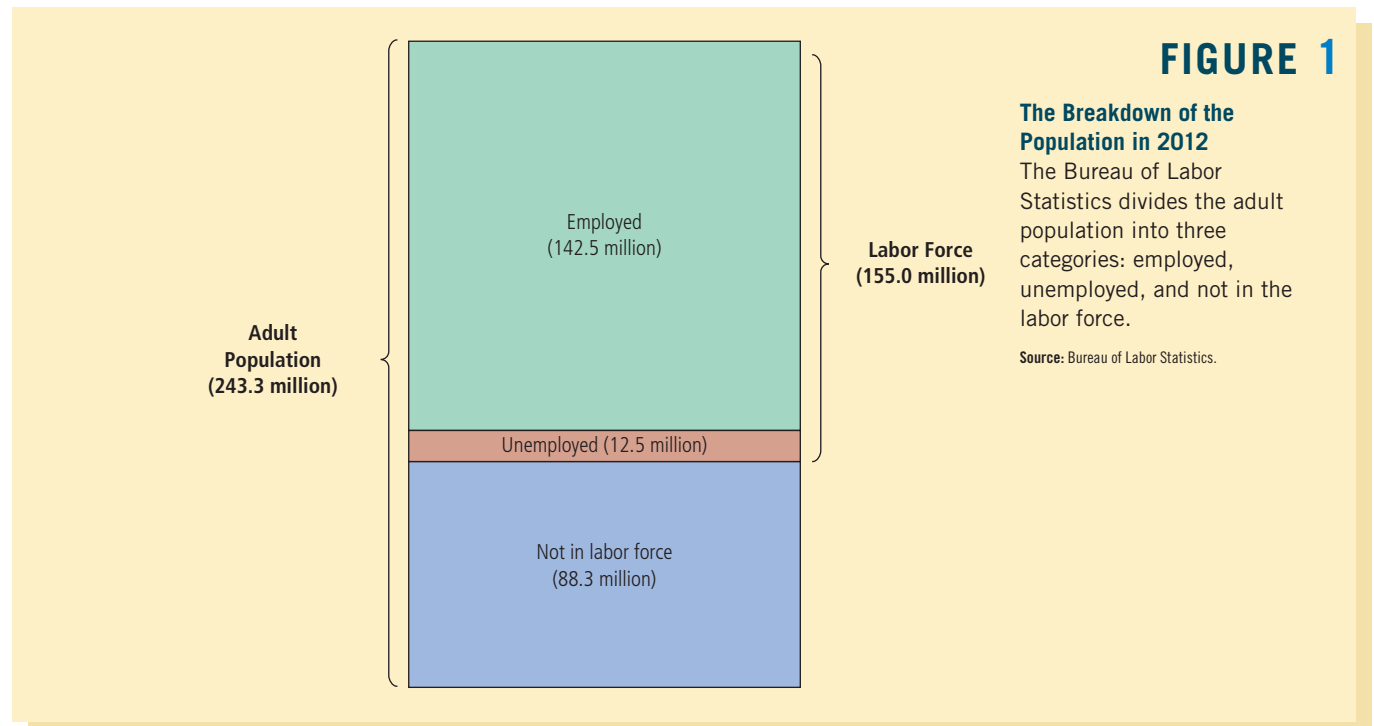 FIGURE 1
The Breakdown of the
Population in 2012
The Bureau of Labor
Statistics divides the adult
population into three
categories: employed,
unemployed, and not in the
labor force.
Source: Bureau of Labor Statistics.
Adult
Population
(243.3 million)
Employed
(142.5 million)
Unemployed (12.5 million)
Not in labor force
(88.3 million)
Labor Force
(155.0 million)